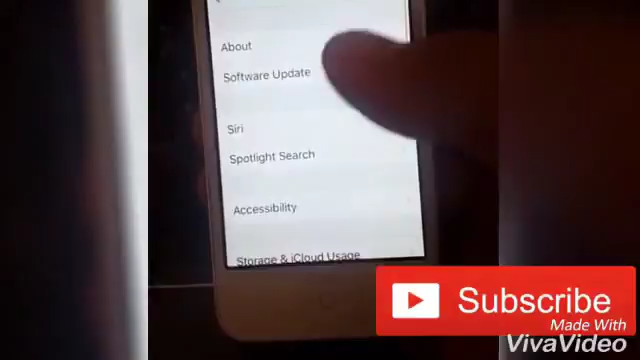 About
Software Update
Siri
Spotlight Search
Accessibility
Storage & iCloud Usage
Subscribe
Made With
VivaVideo